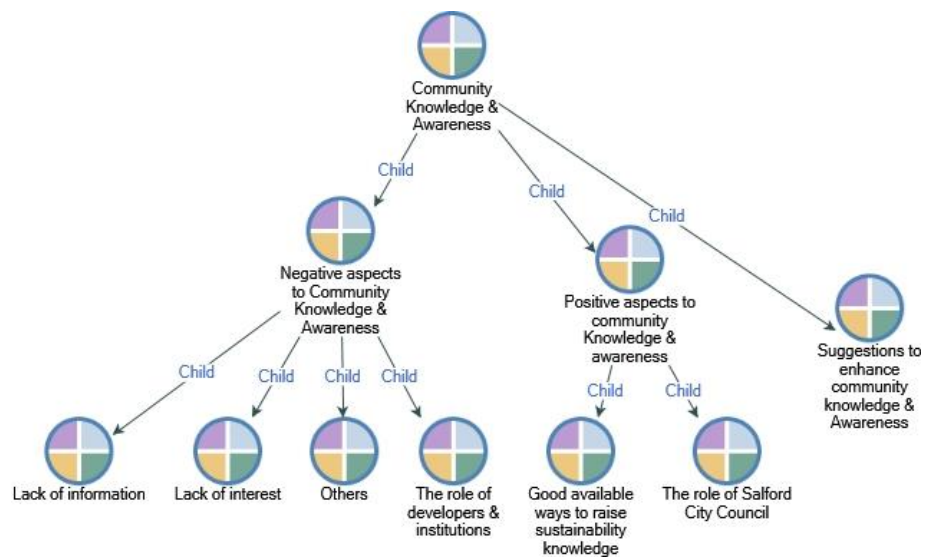 Community
Knowledge &
Awareness
Child
Child
Child
Negative aspects
to Community
Knowledge &
Awareness
Positive aspects to
community
Knowledge &
awareness
Suggestions to
enhance
community
knowledge &
Awareness
Child
Child
Child
Child
Child
Child
Lack of information
Lack of interest
Others
The role of
developers &
institutions
Good available
ways to raise
sustainability
knowledge
The role of Salford
City Council